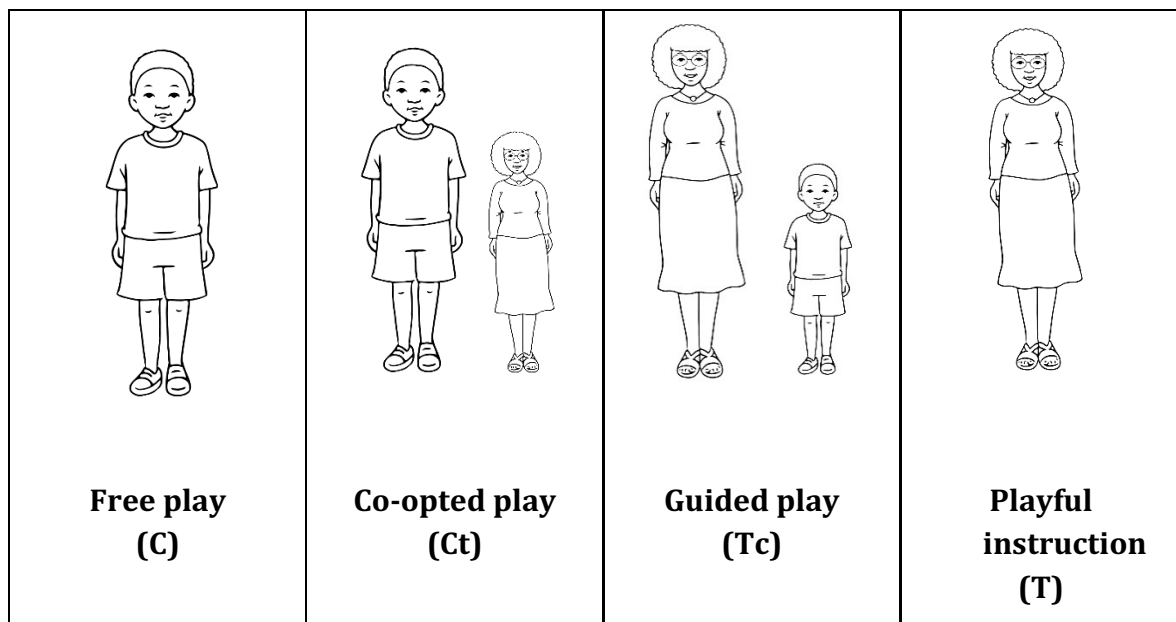 Free play
(C)
Co-opted play
(Ct)
Guided play
(Tc)
Playful
instruction
(T)